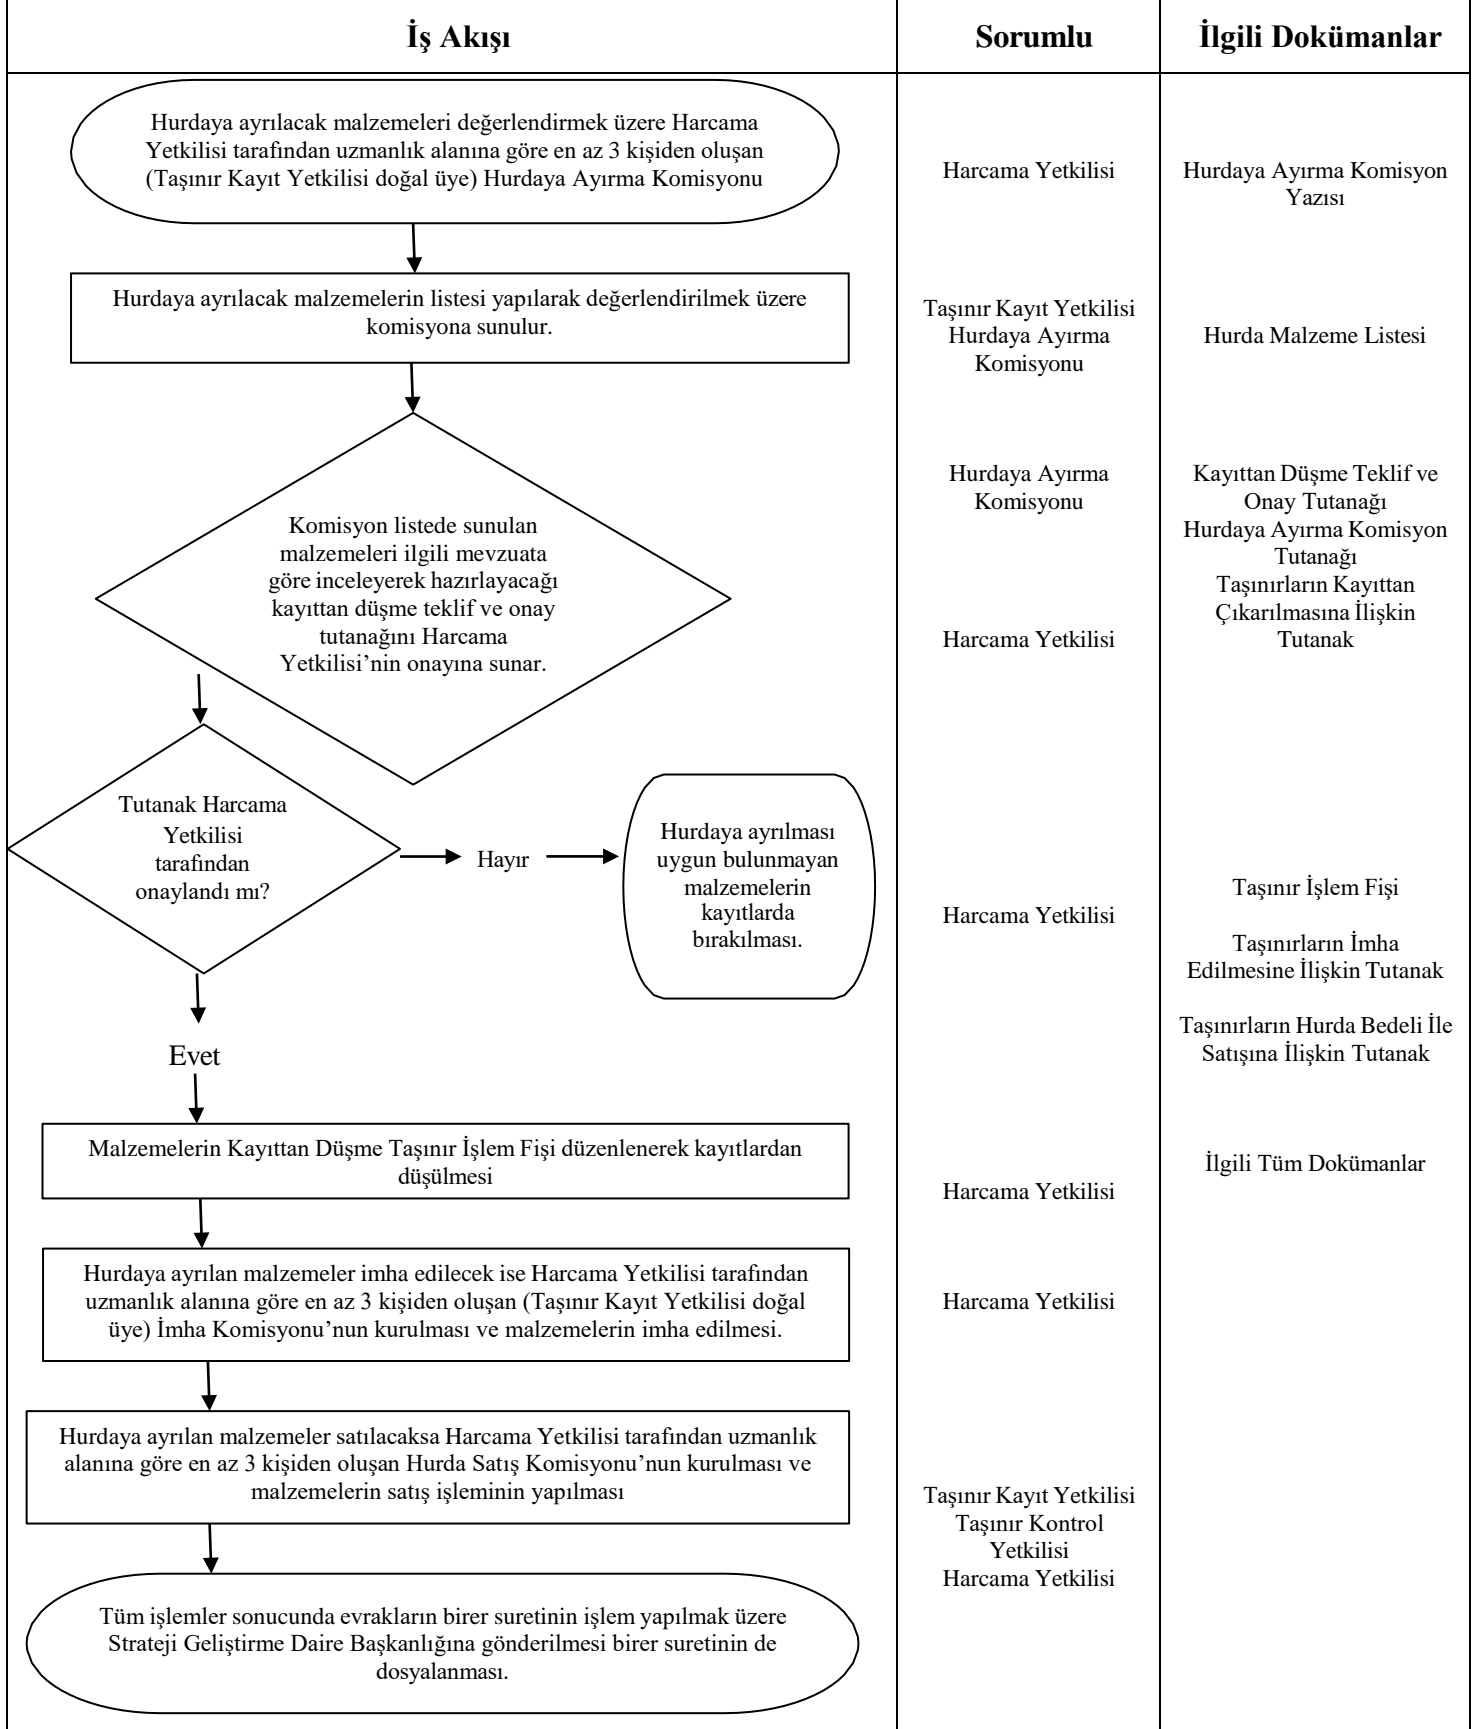 İş Akışı
Sorumlu
İlgili Dokümanlar
Hurdaya ayrılacak malzemeleri değerlendirmek üzere Harcama
Yetkilisi tarafından uzmanlık alanına göre en az 3 kişiden oluşan
(Taşınır Kayıt Yetkilisi doğal üye) Hurdaya Ayırma Komisyonu
Harcama Yetkilisi
Hurdaya Ayırma Komisyon
Yazısı
Hurdaya ayrılacak malzemelerin listesi yapılarak değerlendirilmek üzere
komisyona sunulur.
Taşınır Kayıt Yetkilisi
Hurdaya Ayırma
Komisyonu
Hurda Malzeme Listesi
Komisyon listede sunulan
malzemeleri ilgili mevzuata
göre inceleyerek hazırlayacağı
kayıttan düşme teklif ve onay
tutanağını Harcama
Yetkilisi’nin onayına sunar.
Hurdaya Ayırma
Komisyonu
Harcama Yetkilisi
Kayıttan Düşme Teklif ve
Onay Tutanağı
Hurdaya Ayırma Komisyon
Tutanağı
Taşınırların Kayıttan
Çıkarılmasına İlişkin
Tutanak
Tutanak Harcama
Yetkilisi
tarafından
onaylandı mı?
Hayır
Hurdaya ayrılması
uygun bulunmayan
malzemelerin
kayıtlarda
bırakılması.
Harcama Yetkilisi
Taşınır İşlem Fişi
Taşınırların İmha
Edilmesine İlişkin Tutanak
Taşınırların Hurda Bedeli İle
Satışına İlişkin Tutanak
Evet
Malzemelerin Kayıttan Düşme Taşınır İşlem Fişi düzenlenerek kayıtlardan
düşülmesi
Harcama Yetkilisi
İlgili Tüm Dokümanlar
Hurdaya ayrılan malzemeler imha edilecek ise Harcama Yetkilisi tarafından
uzmanlık alanına göre en az 3 kişiden oluşan (Taşınır Kayıt Yetkilisi doğal
üye) İmha Komisyonu’nun kurulması ve malzemelerin imha edilmesi.
Harcama Yetkilisi
Hurdaya ayrılan malzemeler satılacaksa Harcama Yetkilisi tarafından uzmanlık
alanına göre en az 3 kişiden oluşan Hurda Satış Komisyonu’nun kurulması ve
malzemelerin satış işleminin yapılması
Taşınır Kayıt Yetkilisi
Taşınır Kontrol
Yetkilisi
Harcama Yetkilisi
Tüm işlemler sonucunda evrakların birer suretinin işlem yapılmak üzere
Strateji Geliştirme Daire Başkanlığına gönderilmesi birer suretinin de
dosyalanması.